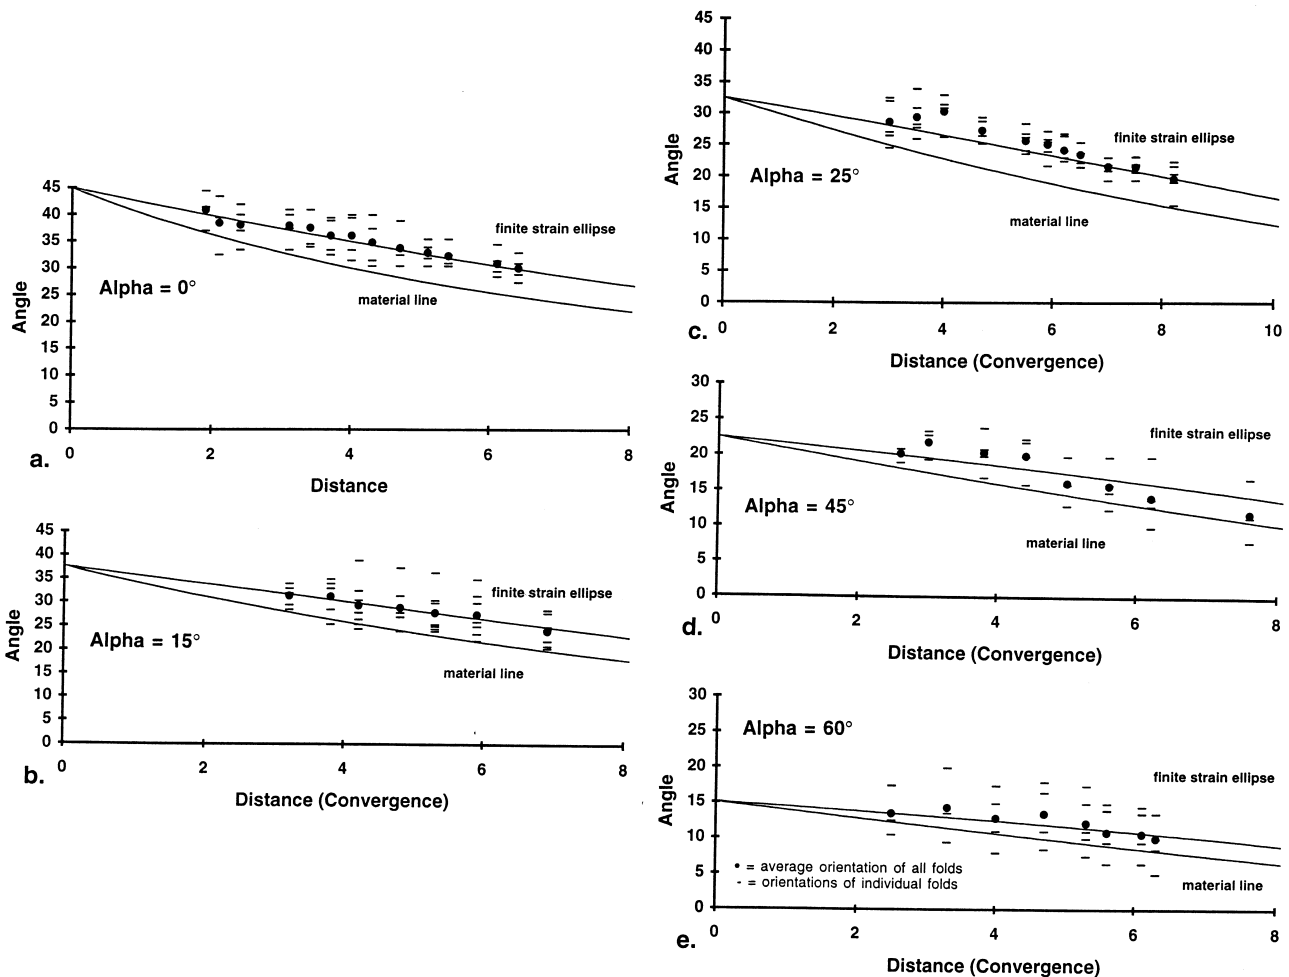 45
40
35
30
25
20
15
10
5
0
Angle
Alpha = 0°
finite strain ellipse
material line
0 2 4 6 8
a.
Distance
45
40
35
30
25
20
15
10
5
0
Angle
Alpha = 15°
finite strain ellipse
material line
0 2 4 6 8
b.
Distance (Convergence)
45
40
35
30
25
20
15
10
5
0
Angle
Alpha = 25°
finite strain ellipse
material line
0 2 4 6 8 10
c.
Distance (Convergence)
30
25
20
15
10
5
0
Angle
Alpha = 45°
finite strain ellipse
material line
0 2 4 6 8
d.
Distance (Convergence)
30
25
20
15
10
5
0
Angle
Alpha = 60°
finite strain ellipse
• = average orientation of all folds
- = orientations of individual folds
material line
0 2 4 6 8
e.
Distance (Convergence)